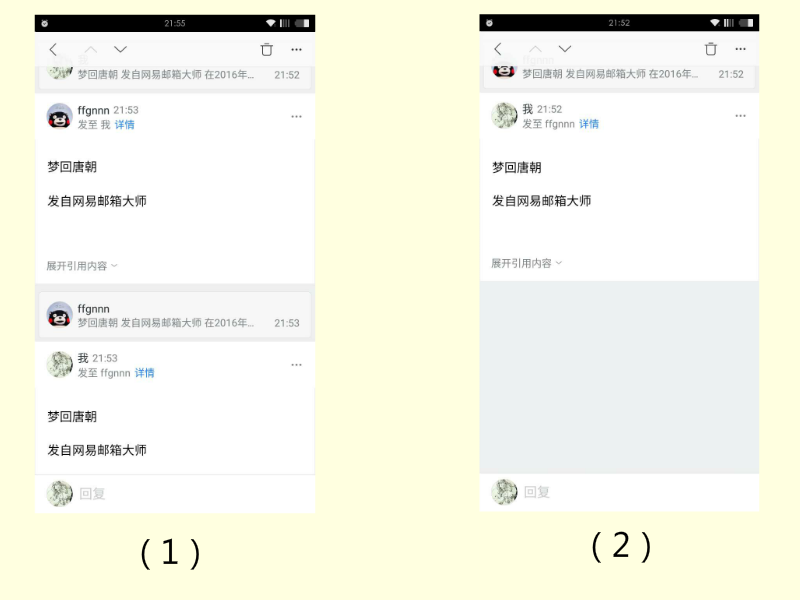 21:55
梦回唐朝 发自网易邮箱大师 在2016年... 21:52
ffgnnn 21:53
发至 我 详情
梦回唐朝
发自网易邮箱大师
展开引用内容
ffgnnn
梦回唐朝 发自网易邮箱大师 在2016年... 21:53
我 21:53
发至 ffgnnn 详情
梦回唐朝
发自网易邮箱大师
回复
(1)
21:52
梦回唐朝 发自网易邮箱大师 在2016年... 21:52
我 21:52
发至 ffgnnn 详情
梦回唐朝
发自网易邮箱大师
展开引用内容
回复
(2)